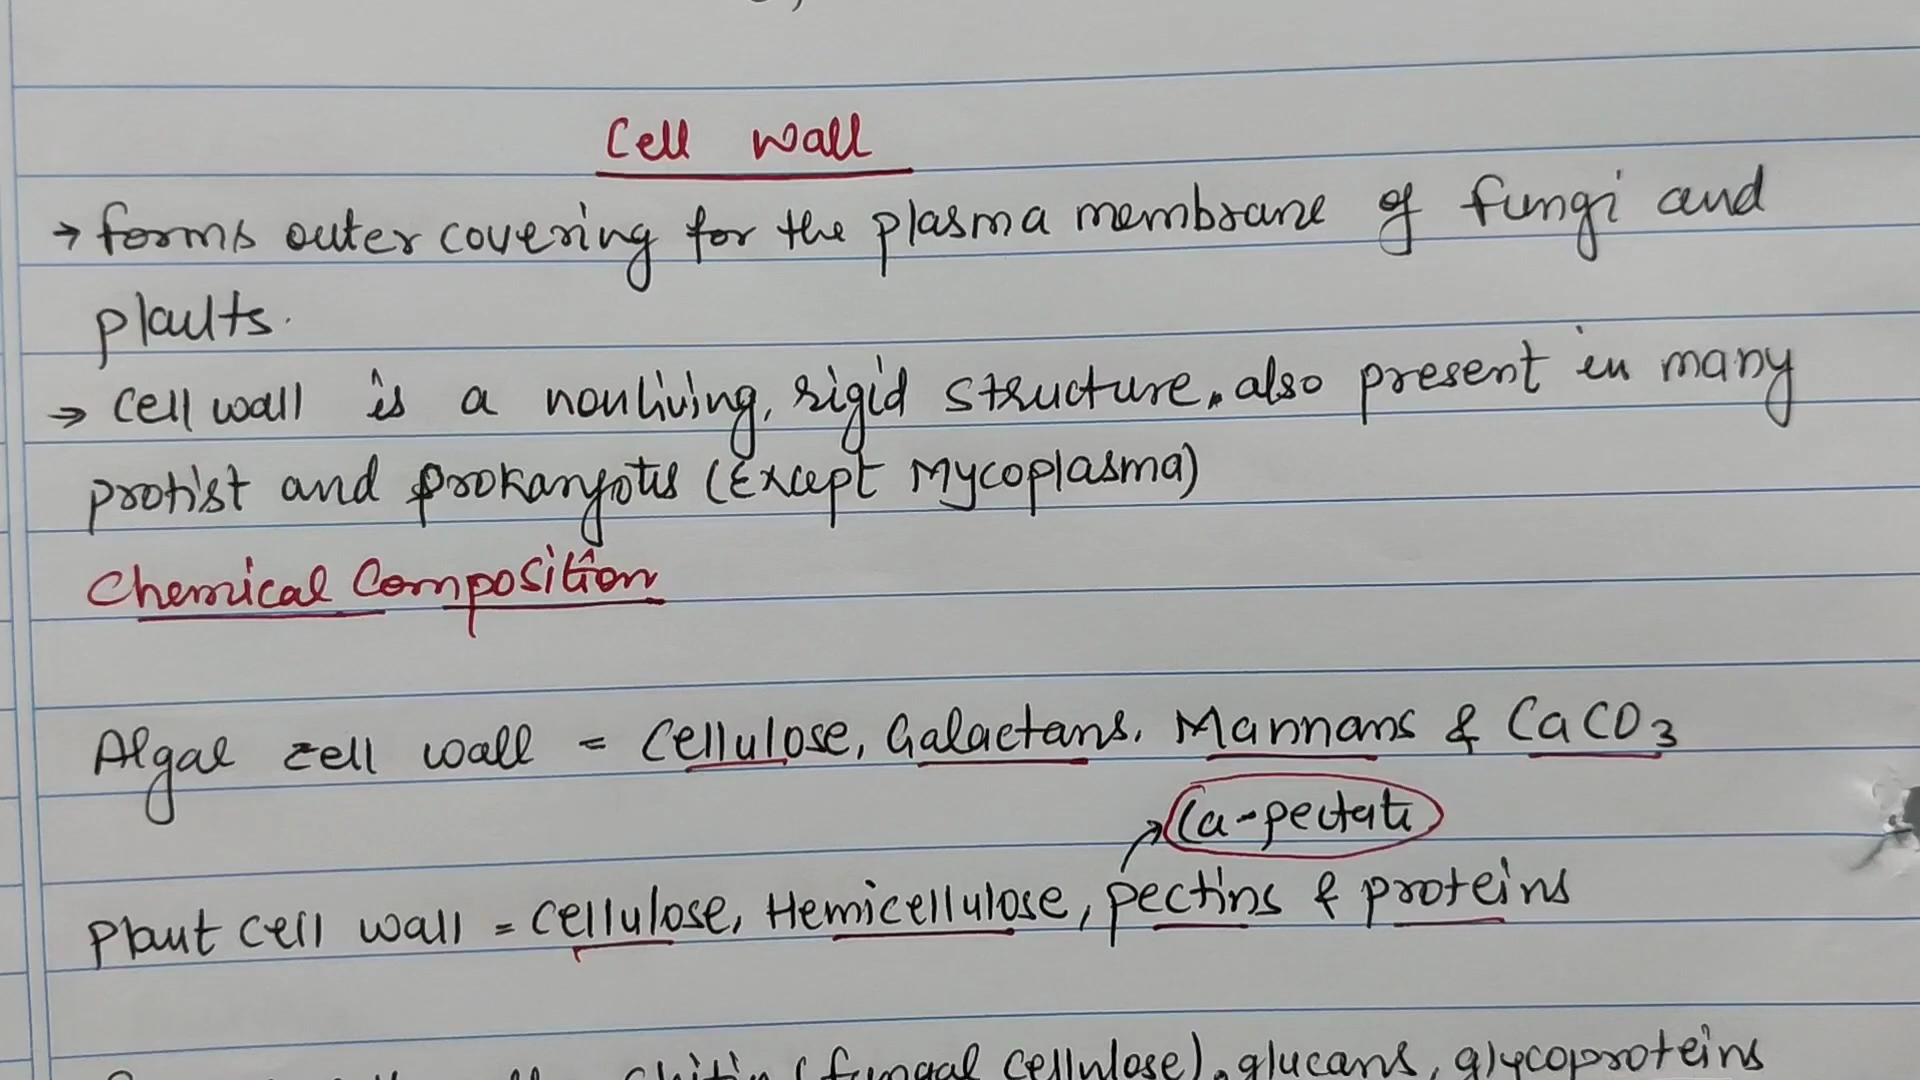 Cell wall
→ forms outer covering for the plasma membrane of fungi and
plants.
→ Cell wall is a nonliving, rigid structure, also present in many
protist and prokaryotes (Except Mycoplasma)
Chemical Composition
Algal cell wall = Cellulose, Galactans, Mannans & CaCO3
Ca-pectate
Plant cell wall = cellulose, Hemicellulose, pectins & proteins
chitin (fungal cellulose), glucans, glycoproteins